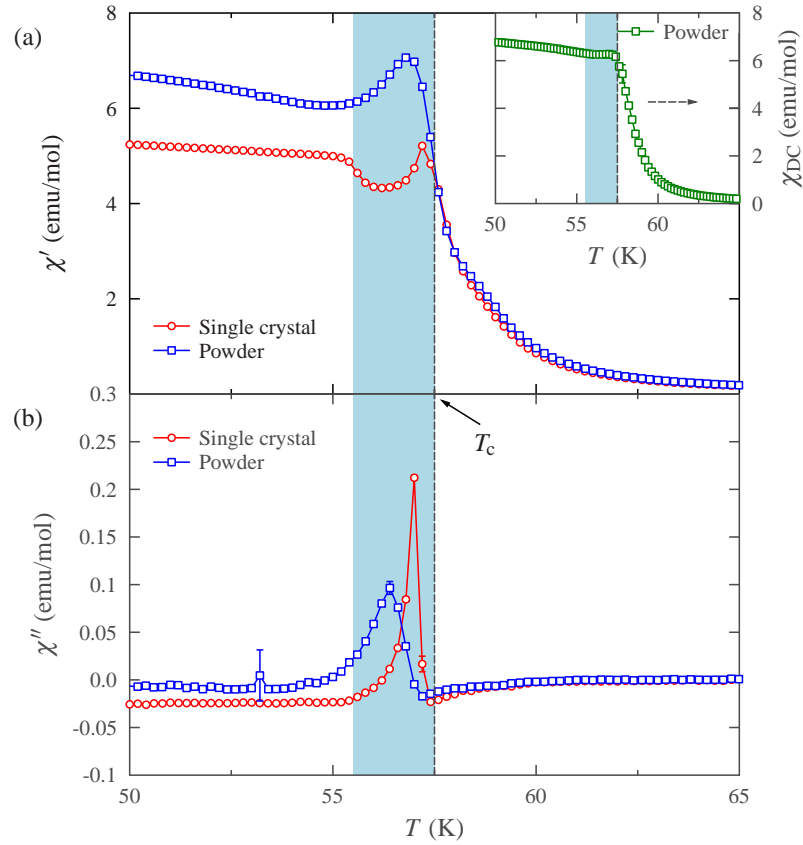 (a)
χ′ (emu/mol)
8
6
4
2
0.3
Single crystal
Powder
Powder
8
6
4
2
0
χDC (emu/mol)
50
55
60
T (K)
(b)
χ″ (emu/mol)
0.25
0.2
0.15
0.1
0.05
0.0
-0.05
-0.1
Single crystal
Powder
Tc
50
55
60
65
T (K)